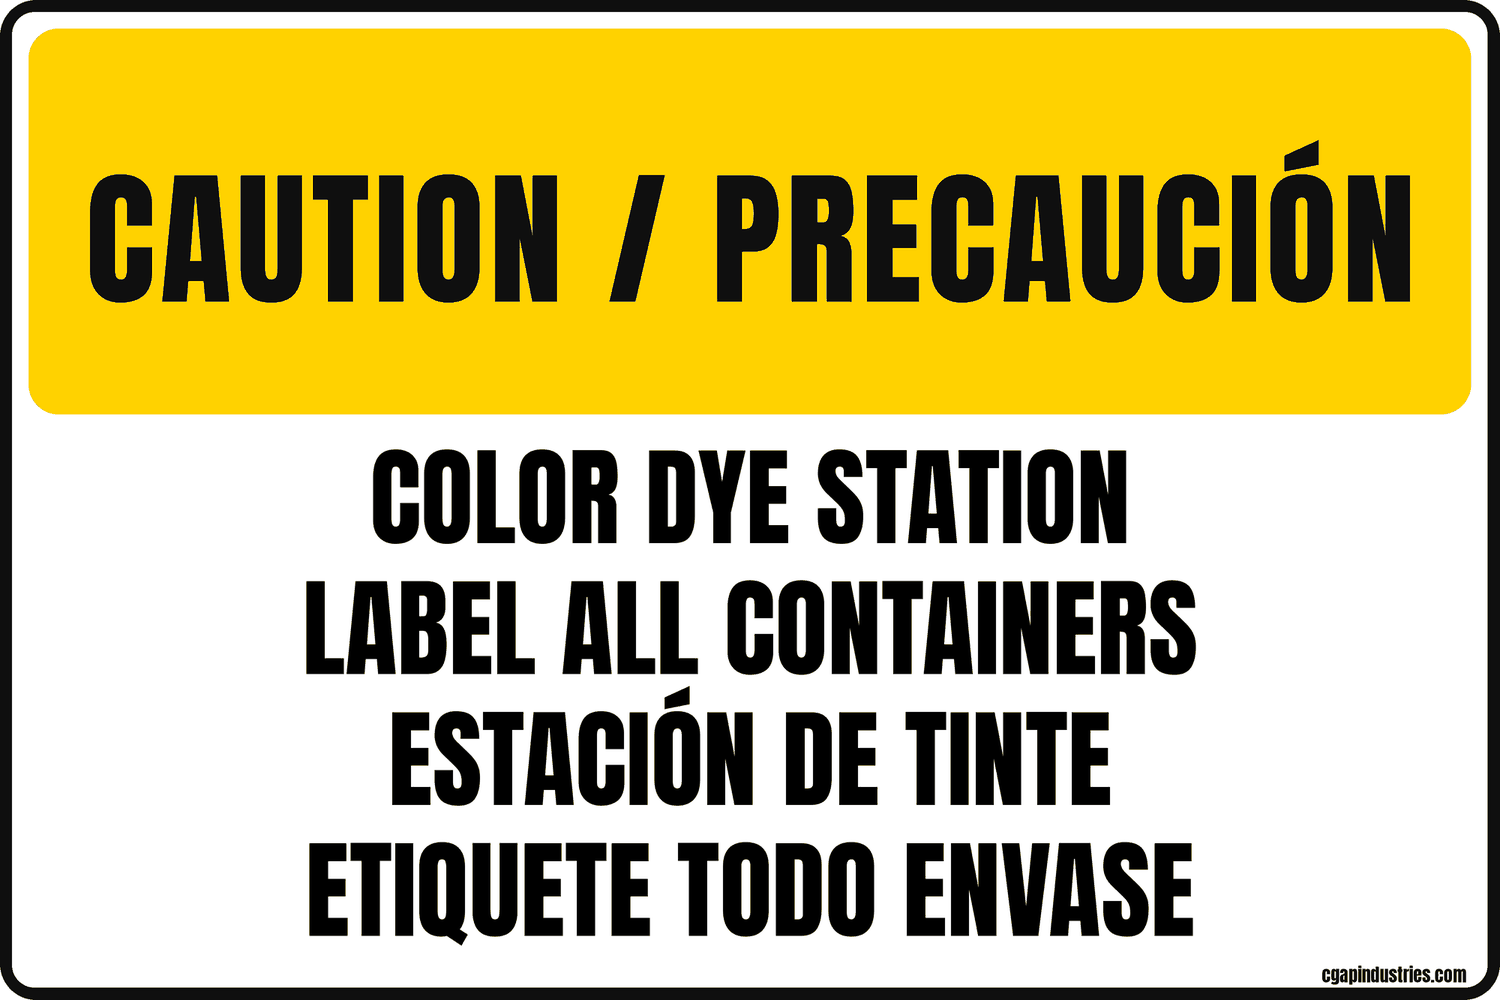 CAUTION / PRECAUCIÓN
COLOR DYE STATION
LABEL ALL CONTAINERS
ESTACIÓN DE TINTE
ETIQUETE TODO ENVASE
cgapindustries.com